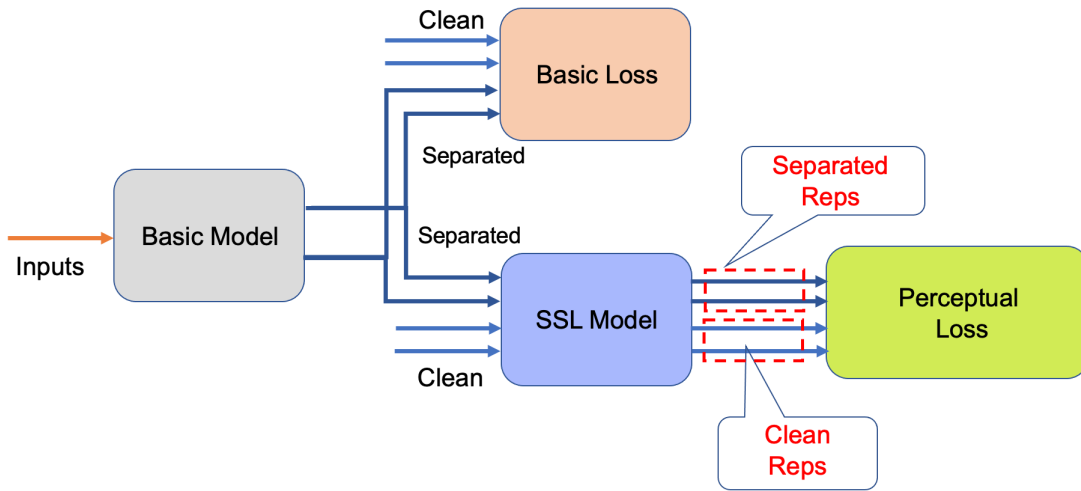 Clean
Basic Loss
Separated
Separated
Reps
Basic Model
Separated
Inputs
SSL Model
Perceptual
Loss
Clean
Clean
Reps